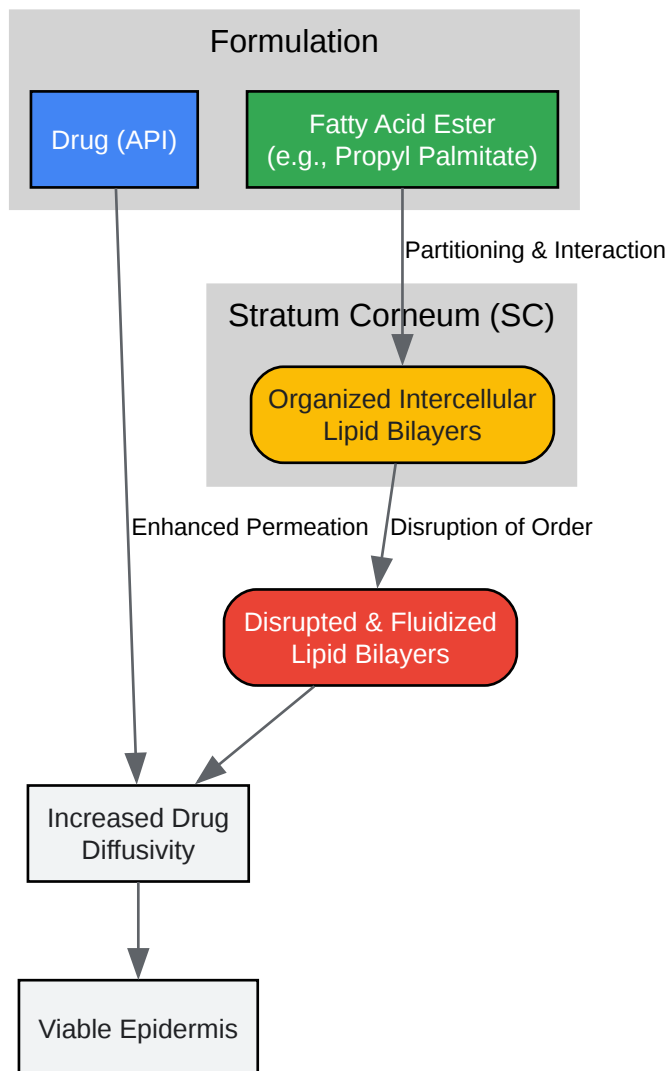 Formulation
Drug (API)
Fatty Acid Ester
(e.g., Propyl Palmitate)
Partitioning & Interaction
Stratum Corneum (SC)
Organized Intercellular
Lipid Bilayers
Enhanced Permeation
Disruption of Order
Disrupted & Fluidized
Lipid Bilayers
Increased Drug
Diffusivity
Viable Epidermis